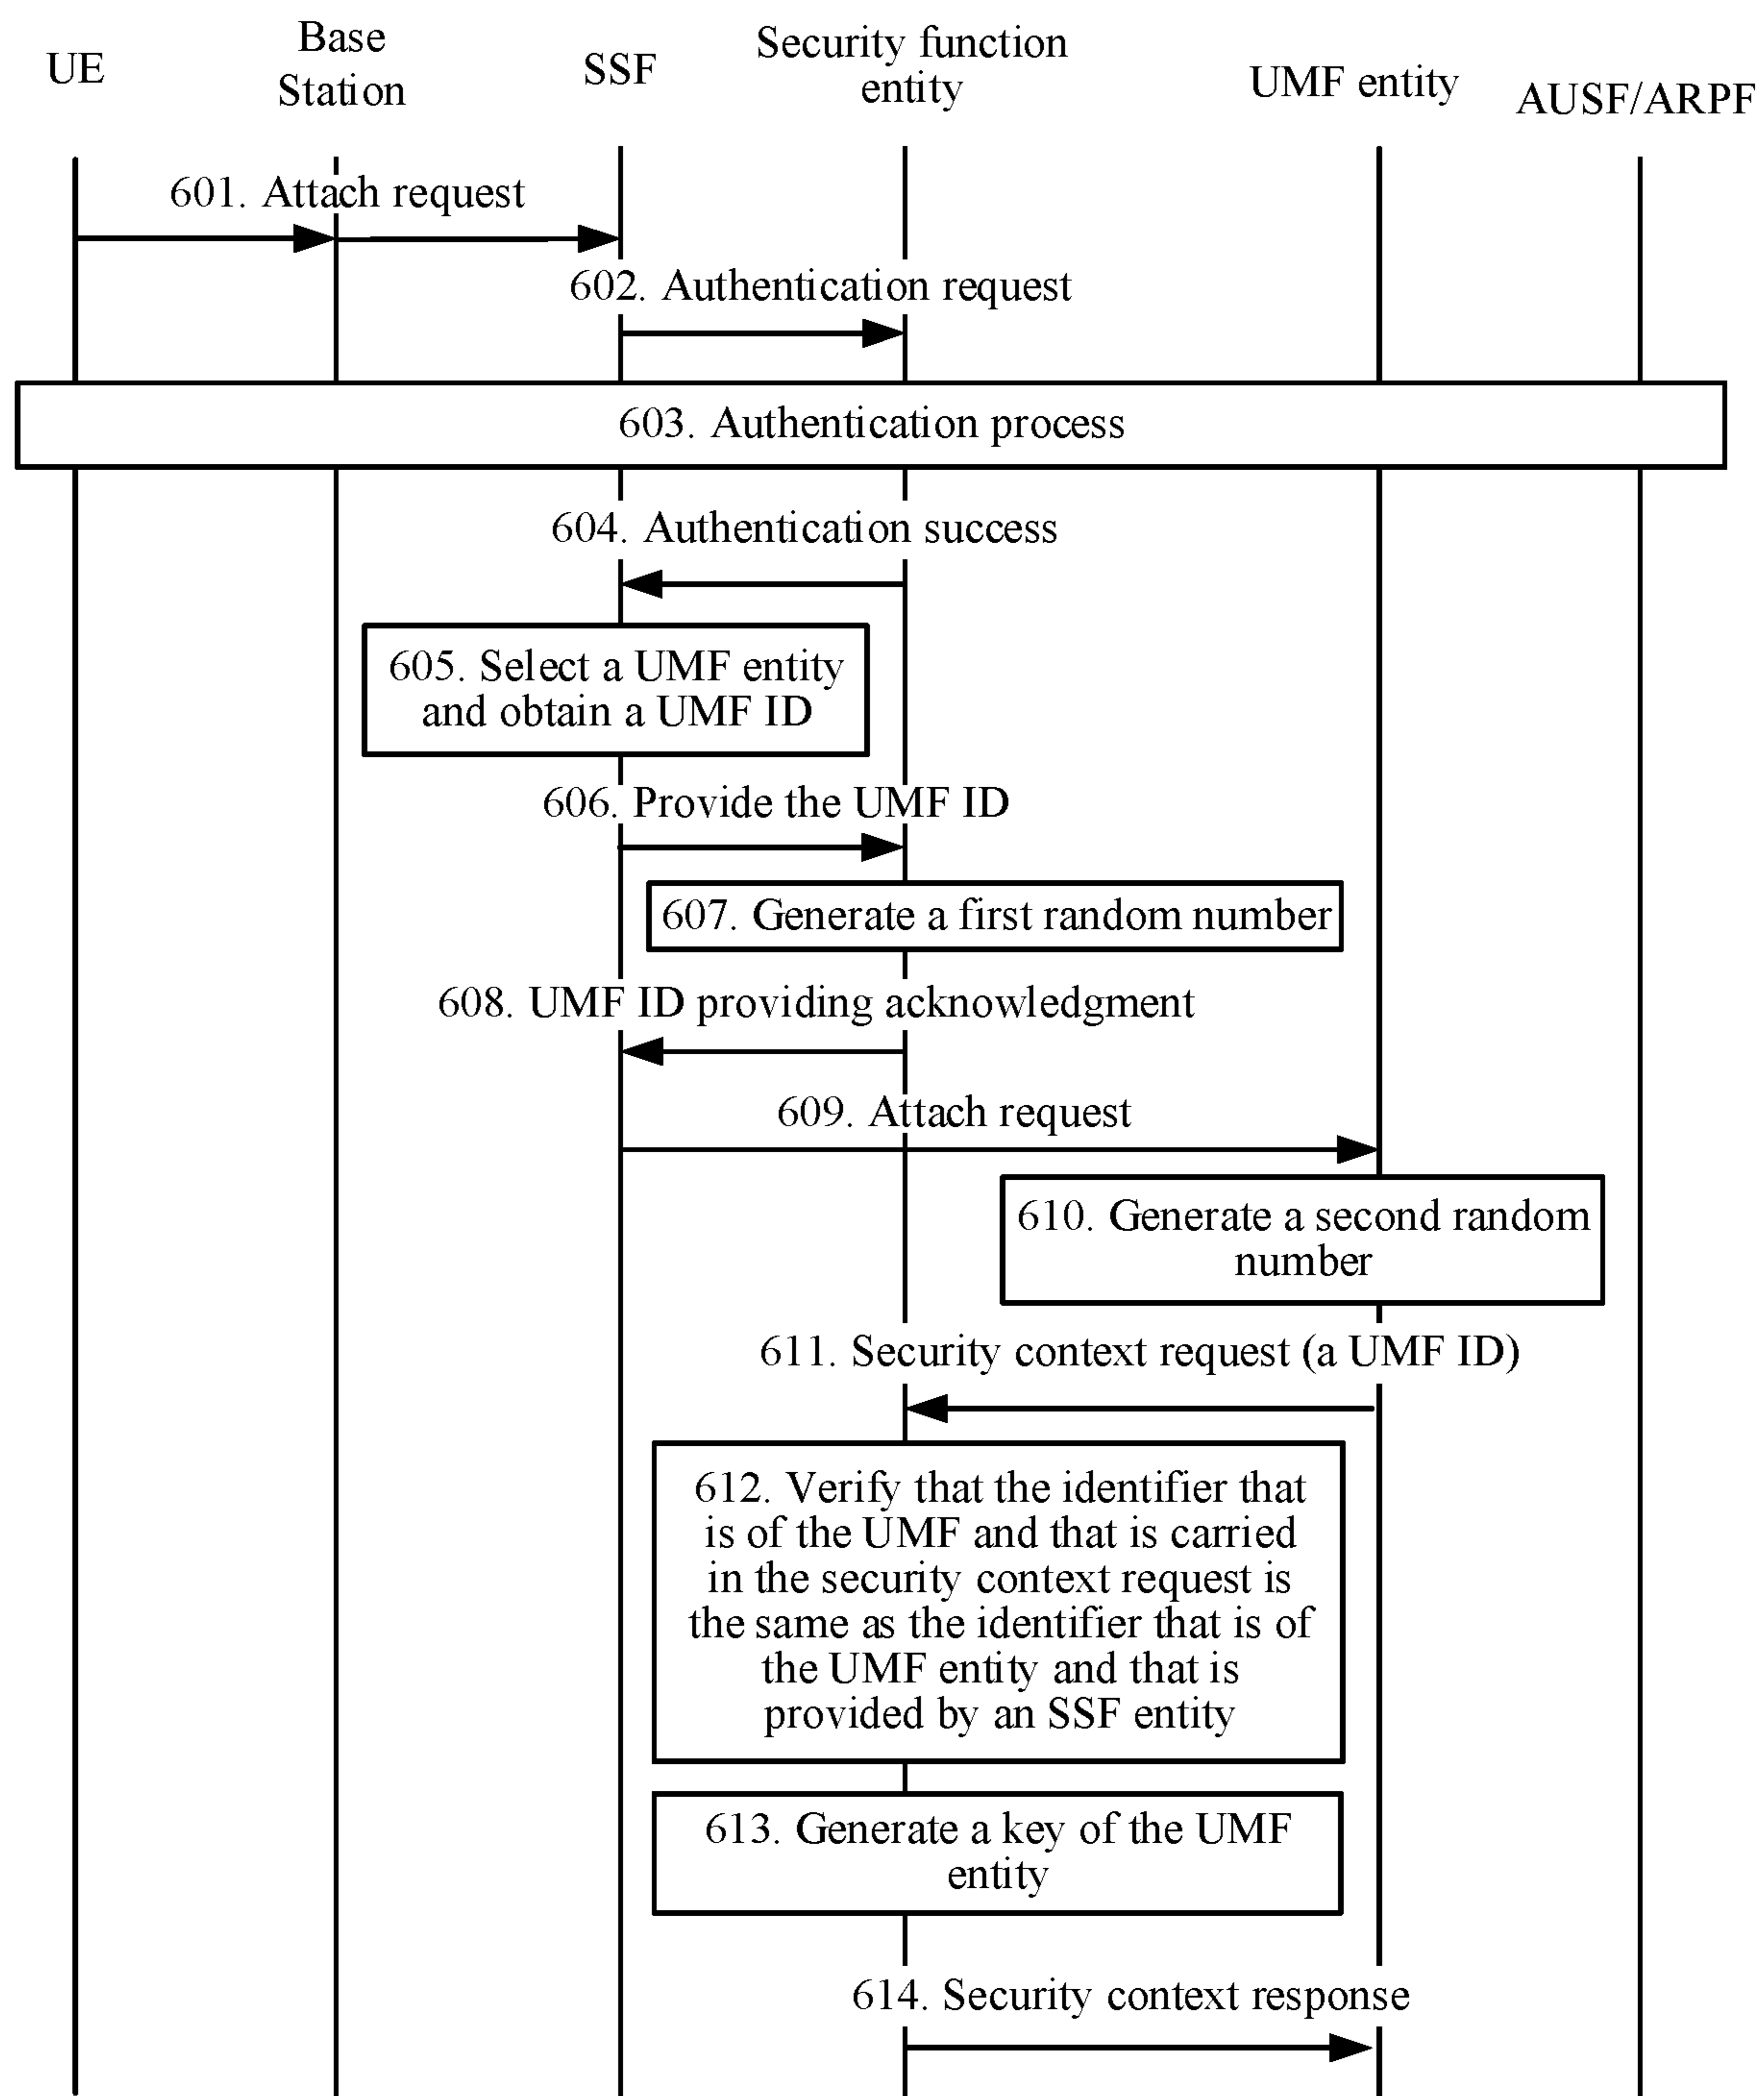 UE
Base
Station
SSF
Security function
entity
UMF entity
AUSF/ARPF
601. Attach request
602. Authentication request
603. Authentication process
604. Authentication success
605. Select a UMF entity
and obtain a UMF ID
606. Provide the UMF ID
607. Generate a first random number
608. UMF ID providing acknowledgment
609. Attach request
610. Generate a second random
number
611. Security context request (a UMF ID)
612. Verify that the identifier that
is of the UMF and that is carried
in the security context request is
the same as the identifier that is of
the UMF entity and that is
provided by an SSF entity
613. Generate a key of the UMF
entity
614. Security context response